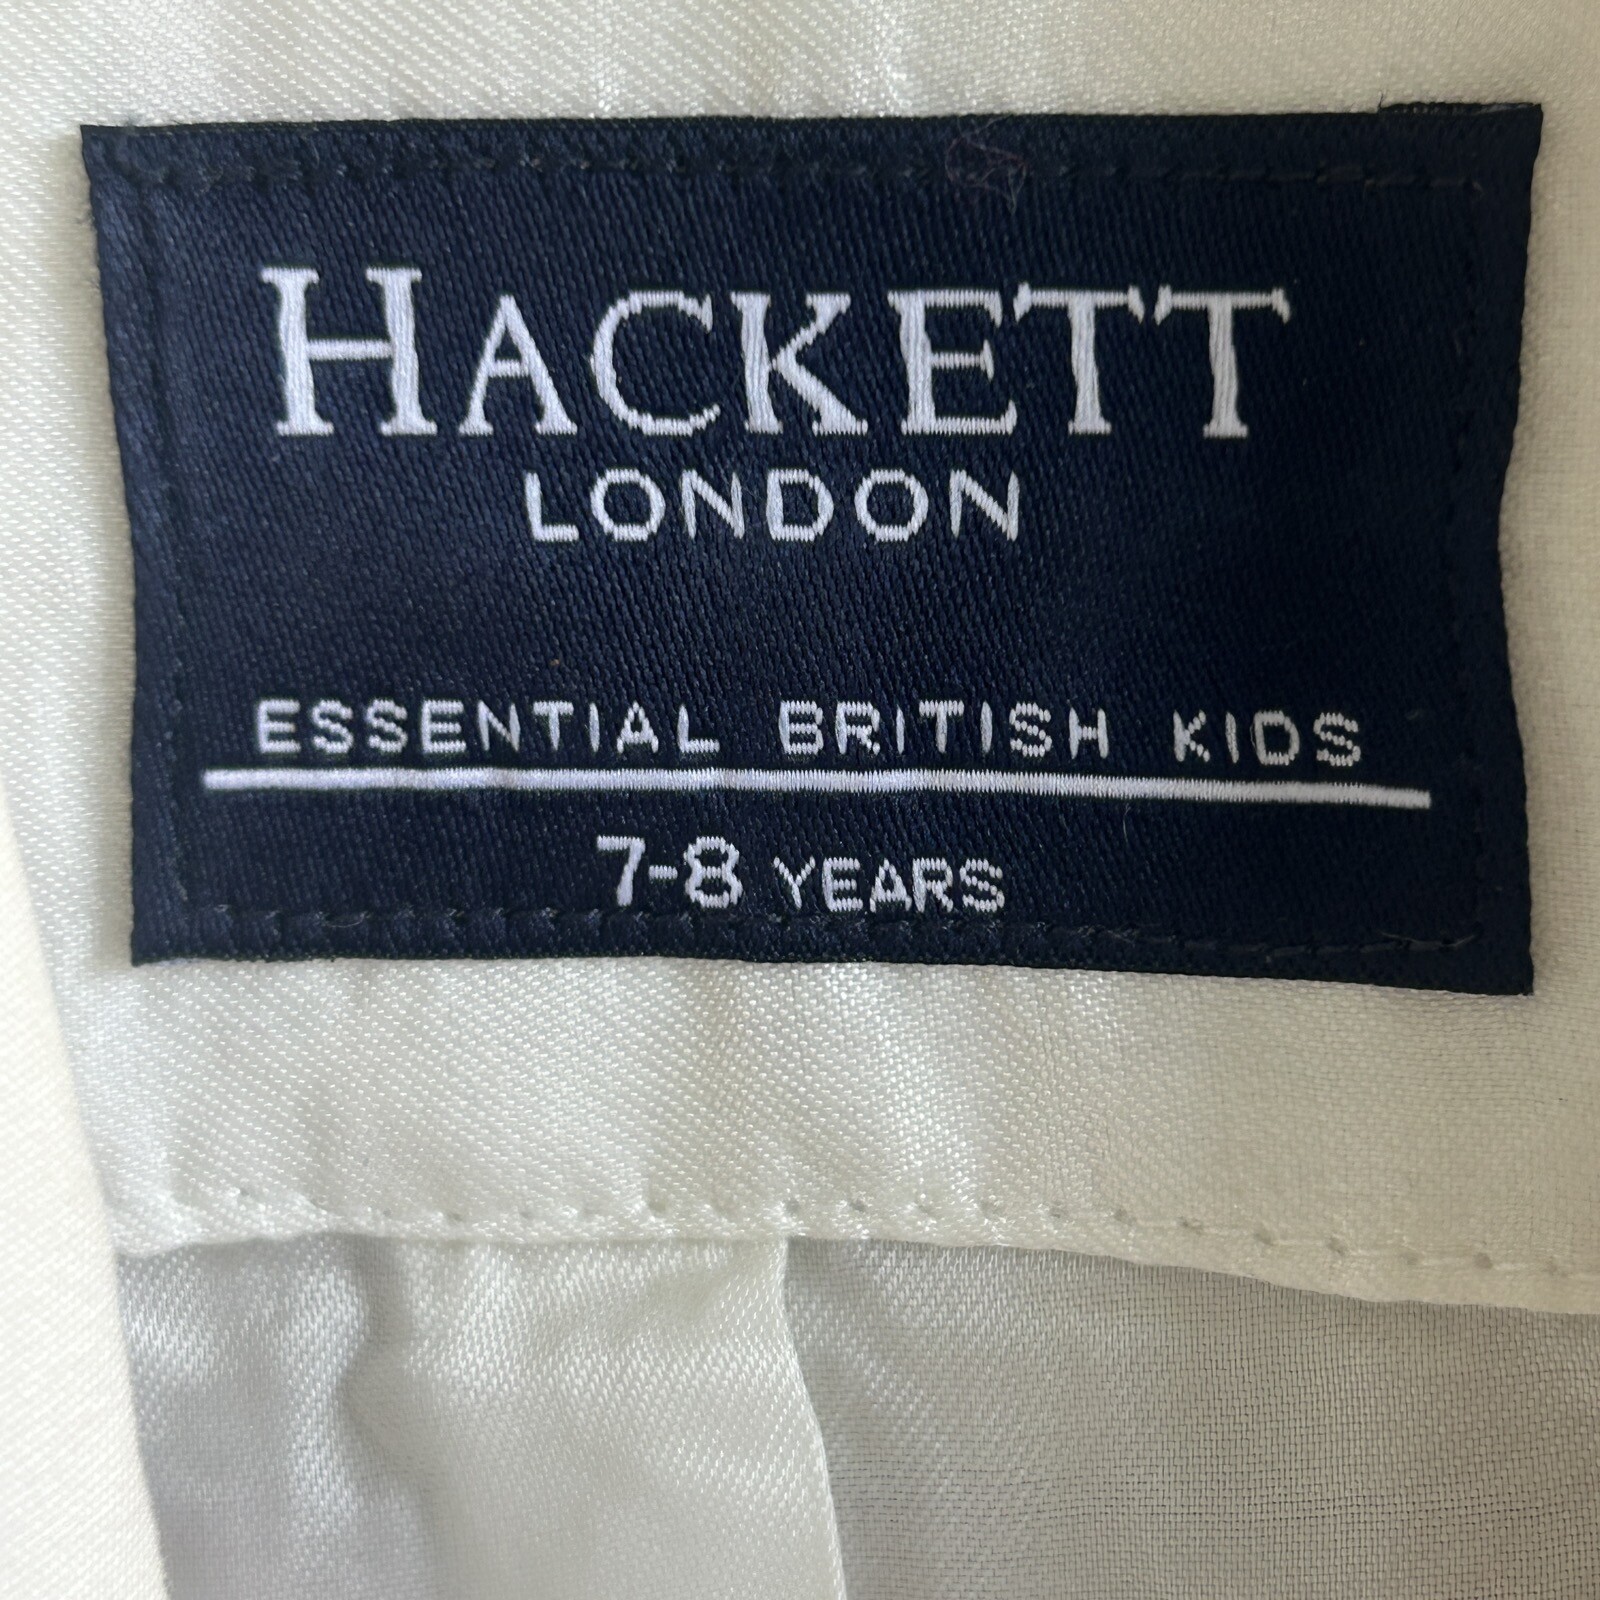 HACKETT
LONDON
ESSENTIAL BRITISH KIDS
7-8 YEARS